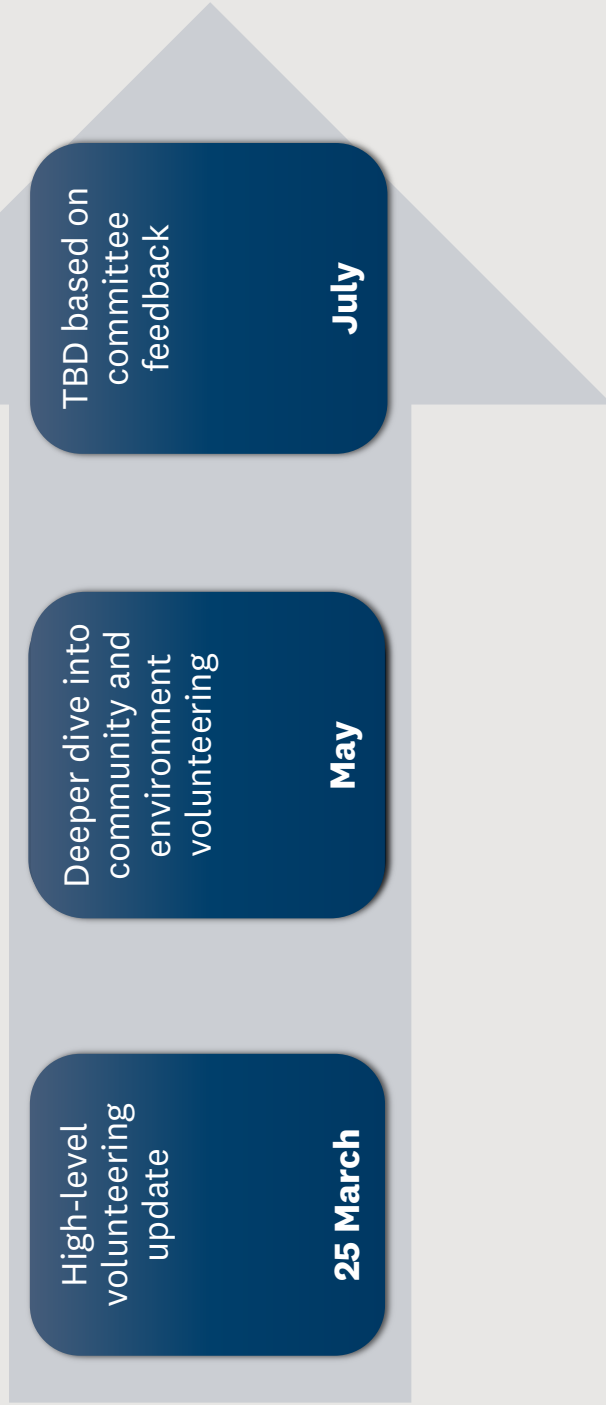 High-level
volunteering
update
25 March
Deeper dive into
community and
environment
volunteering
May
TBD based on
committee
feedback
July